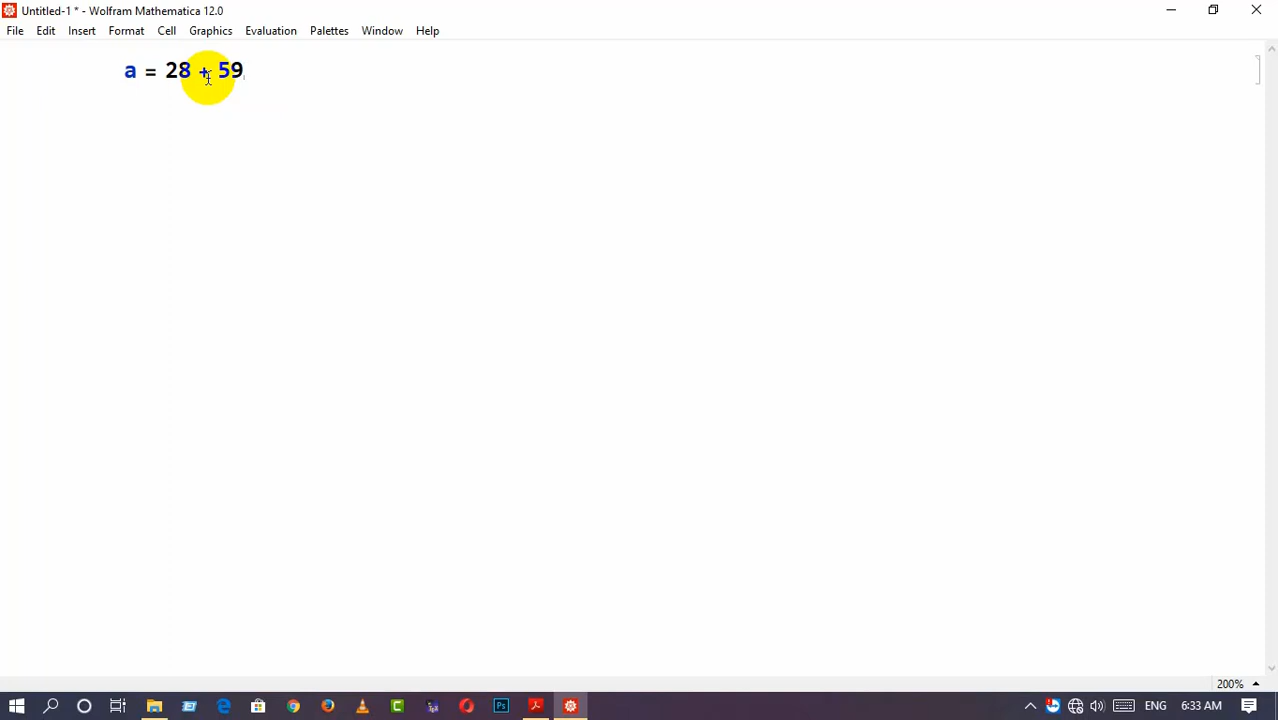 Untitled-1 * - Wolfram Mathematica 12.0
File Edit Insert Format Cell Graphics Evaluation Palettes Window Help
a = 28 + 59
200%
Ps
ENG 6:33 AM